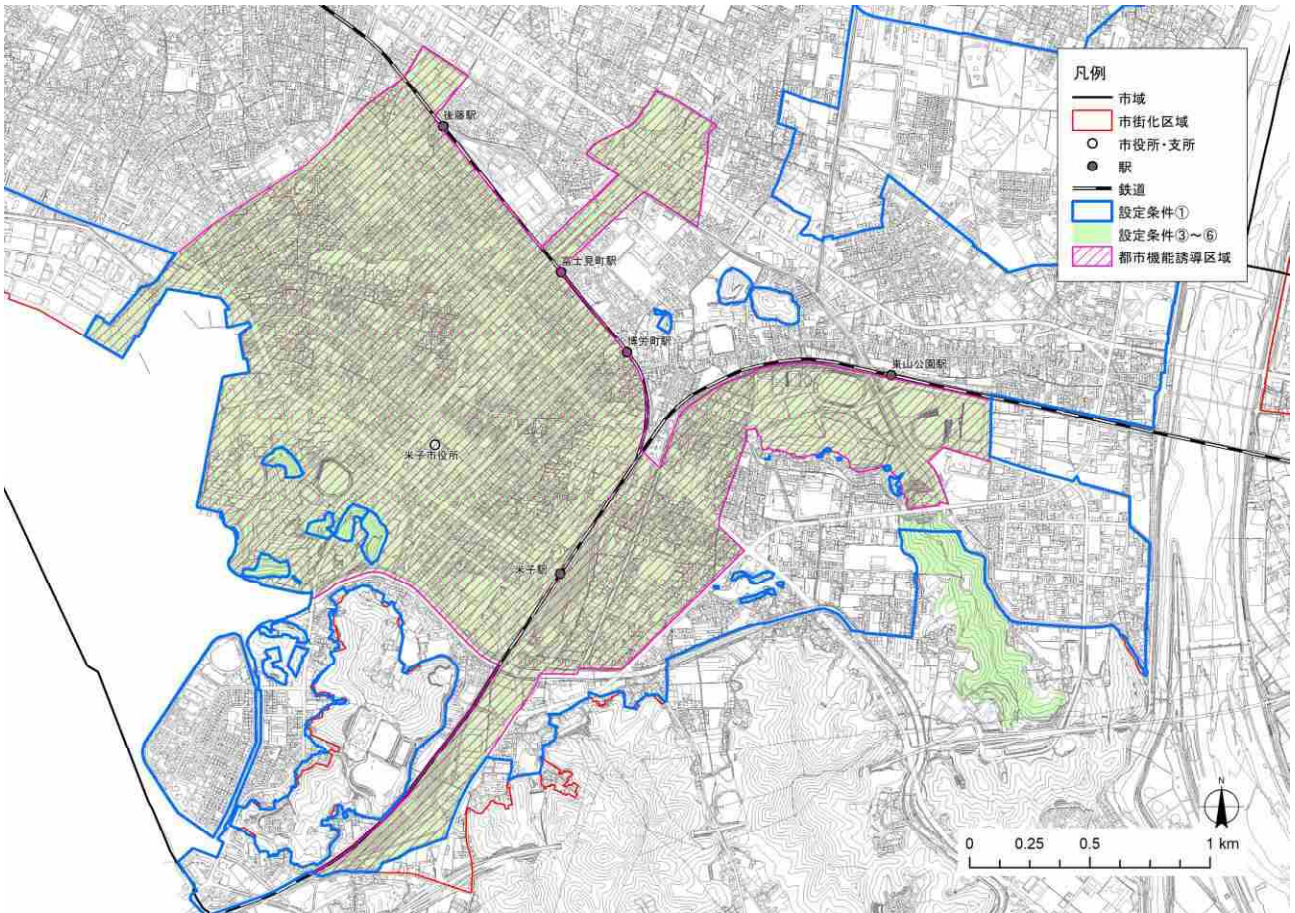 凡例
市域
市街化区域
市役所・支所
駅
鉄道
設定条件①
設定条件③～⑥
都市機能誘導区域
後藤駅
富士見町駅
博労町駅
東山公園駅
米子市役所
米子駅
N
0 0.25 0.5 1 km